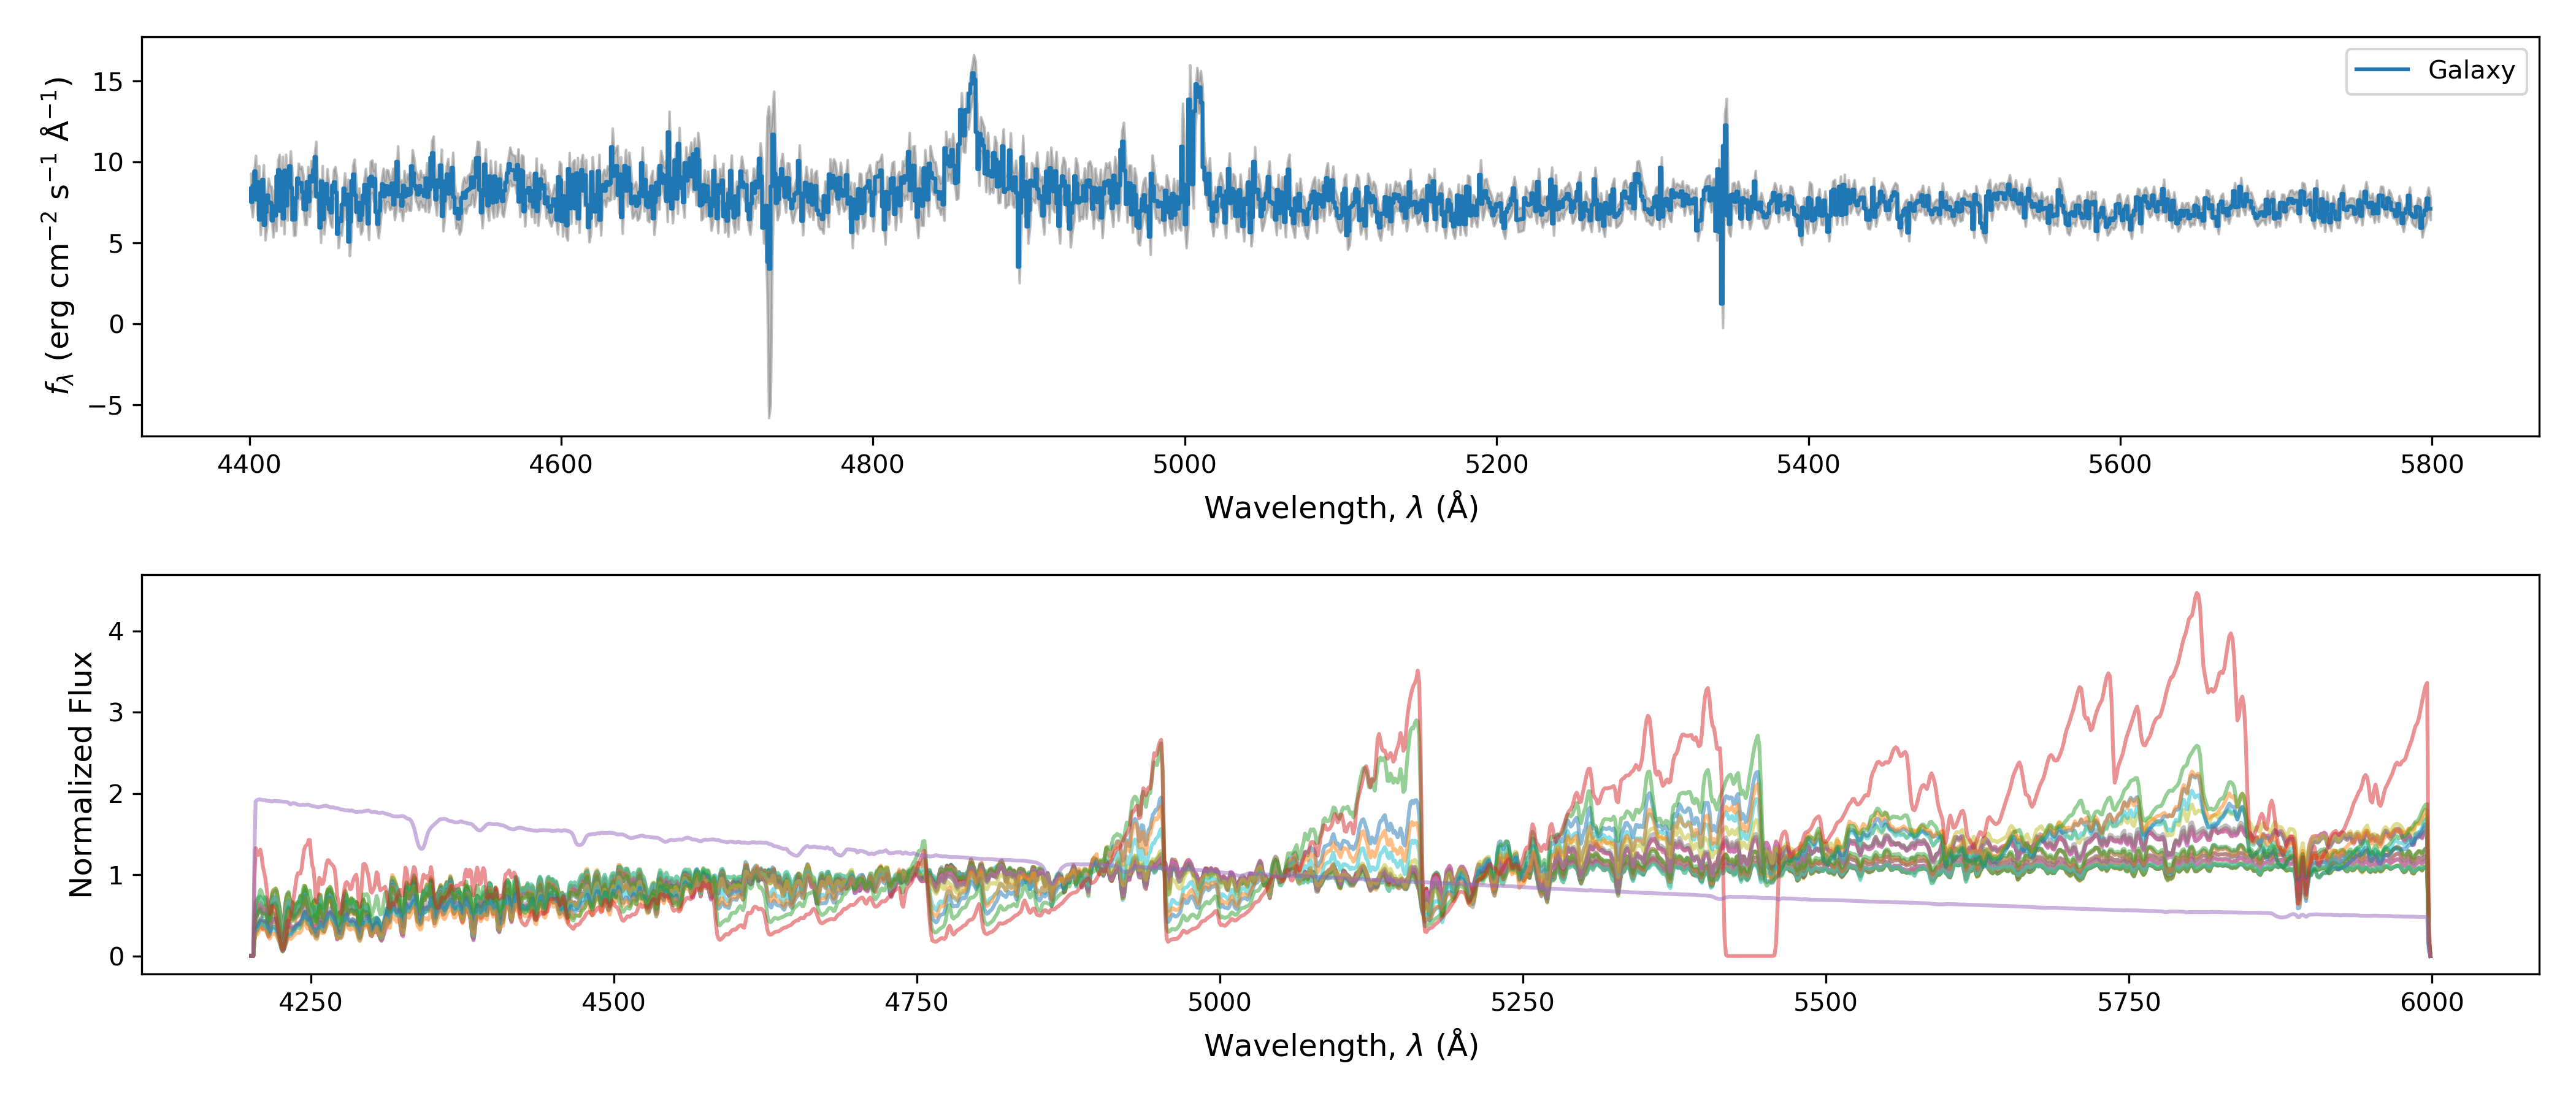 15
10
5
0
−5
f_λ (erg cm⁻² s⁻¹ Å⁻¹)
Galaxy
4400 4600 4800 5000 5200 5400 5600 5800
Wavelength, λ (Å)
4
3
2
1
0
Normalized Flux
4250 4500 4750 5000 5250 5500 5750 6000
Wavelength, λ (Å)